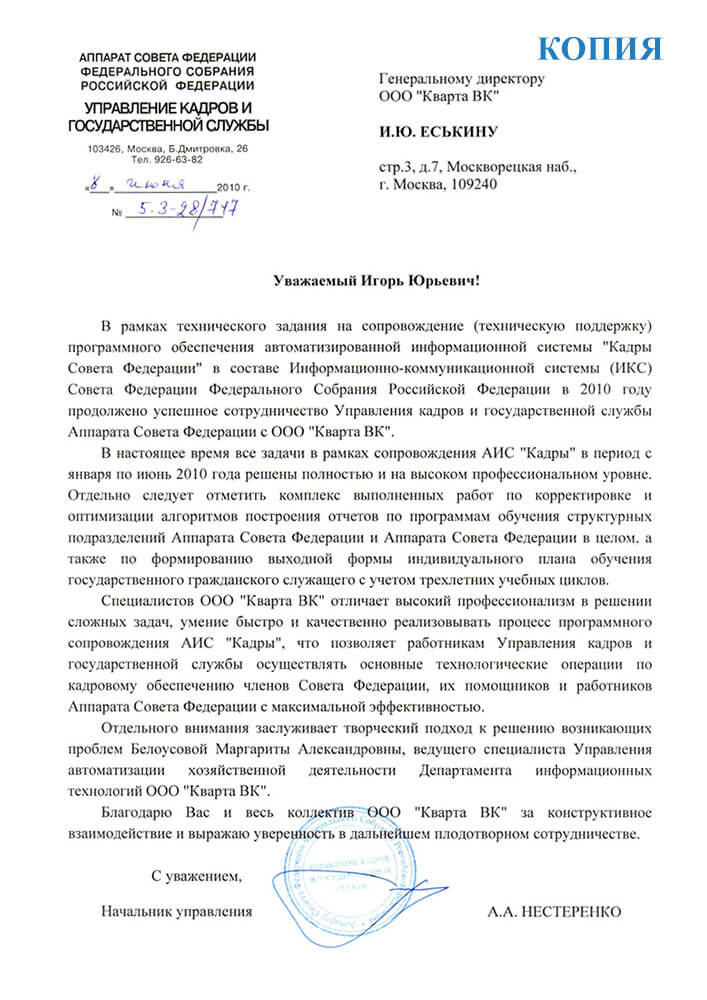 КОПИЯ
АППАРАТ СОВЕТА ФЕДЕРАЦИИ
ФЕДЕРАЛЬНОГО СОБРАНИЯ
РОССИЙСКОЙ ФЕДЕРАЦИИ
УПРАВЛЕНИЕ КАДРОВ И
ГОСУДАРСТВЕННОЙ СЛУЖБЫ
103426, Москва, Б.Дмитровка, 26
Тел. 926-63-82
«8» июня 2010 г.
№ 5.3-28/717
Генеральному директору
ООО "Кварта ВК"
И.Ю. ЕСЬКИНУ
стр.3, д.7, Москворецкая наб.,
г. Москва, 109240
Уважаемый Игорь Юрьевич!
В рамках технического задания на сопровождение (техническую поддержку)
программного обеспечения автоматизированной информационной системы "Кадры
Совета Федерации" в составе Информационно-коммуникационной системы (ИКС)
Совета Федерации Федерального Собрания Российской Федерации в 2010 году
продолжено успешное сотрудничество Управления кадров и государственной службы
Аппарата Совета Федерации с ООО "Кварта ВК".
В настоящее время все задачи в рамках сопровождения АИС "Кадры" в период с
января по июнь 2010 года решены полностью и на высоком профессиональном уровне.
Отдельно следует отметить комплекс выполненных работ по корректировке и
оптимизации алгоритмов построения отчетов по программам обучения структурных
подразделений Аппарата Совета Федерации и Аппарата Совета Федерации в целом, а
также по формированию выходной формы индивидуального плана обучения
государственного гражданского служащего с учетом трехлетних учебных циклов.
Специалистов ООО "Кварта ВК" отличает высокий профессионализм в решении
сложных задач, умение быстро и качественно реализовывать процесс программного
сопровождения АИС "Кадры", что позволяет работникам Управления кадров и
государственной службы осуществлять основные технологические операции по
кадровому обеспечению членов Совета Федерации, их помощников и работников
Аппарата Совета Федерации с максимальной эффективностью.
Отдельного внимания заслуживает творческий подход к решению возникающих
проблем Белоусовой Маргариты Александровны, ведущего специалиста Управления
автоматизации хозяйственной деятельности Департамента информационных
технологий ООО "Кварта ВК".
Благодарю Вас и весь коллектив ООО "Кварта ВК" за конструктивное
взаимодействие и выражаю уверенность в дальнейшем плодотворном сотрудничестве.
С уважением,
Начальник управления
А.А. НЕСТЕРЕНКО